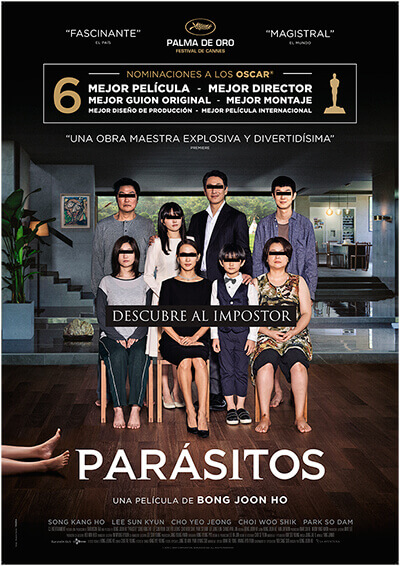 "FASCINANTE"
EL PAÍS
PALMA DE ORO
FESTIVAL DE CANNES
"MAGISTRAL"
EL MUNDO
6
NOMINACIONES A LOS OSCAR®
MEJOR PELÍCULA - MEJOR DIRECTOR
MEJOR GUION ORIGINAL - MEJOR MONTAJE
MEJOR DISEÑO DE PRODUCCIÓN - MEJOR PELÍCULA INTERNACIONAL
"UNA OBRA MAESTRA EXPLOSIVA Y DIVERTIDÍSIMA"
PREMIERE
DESCUBRE AL IMPOSTOR
PARÁSITOS
UNA PELÍCULA DE BONG JOON HO
SONG KANG HO LEE SUN KYUN CHO YEO JEONG CHOI WOO SHIK PARK SO DAM